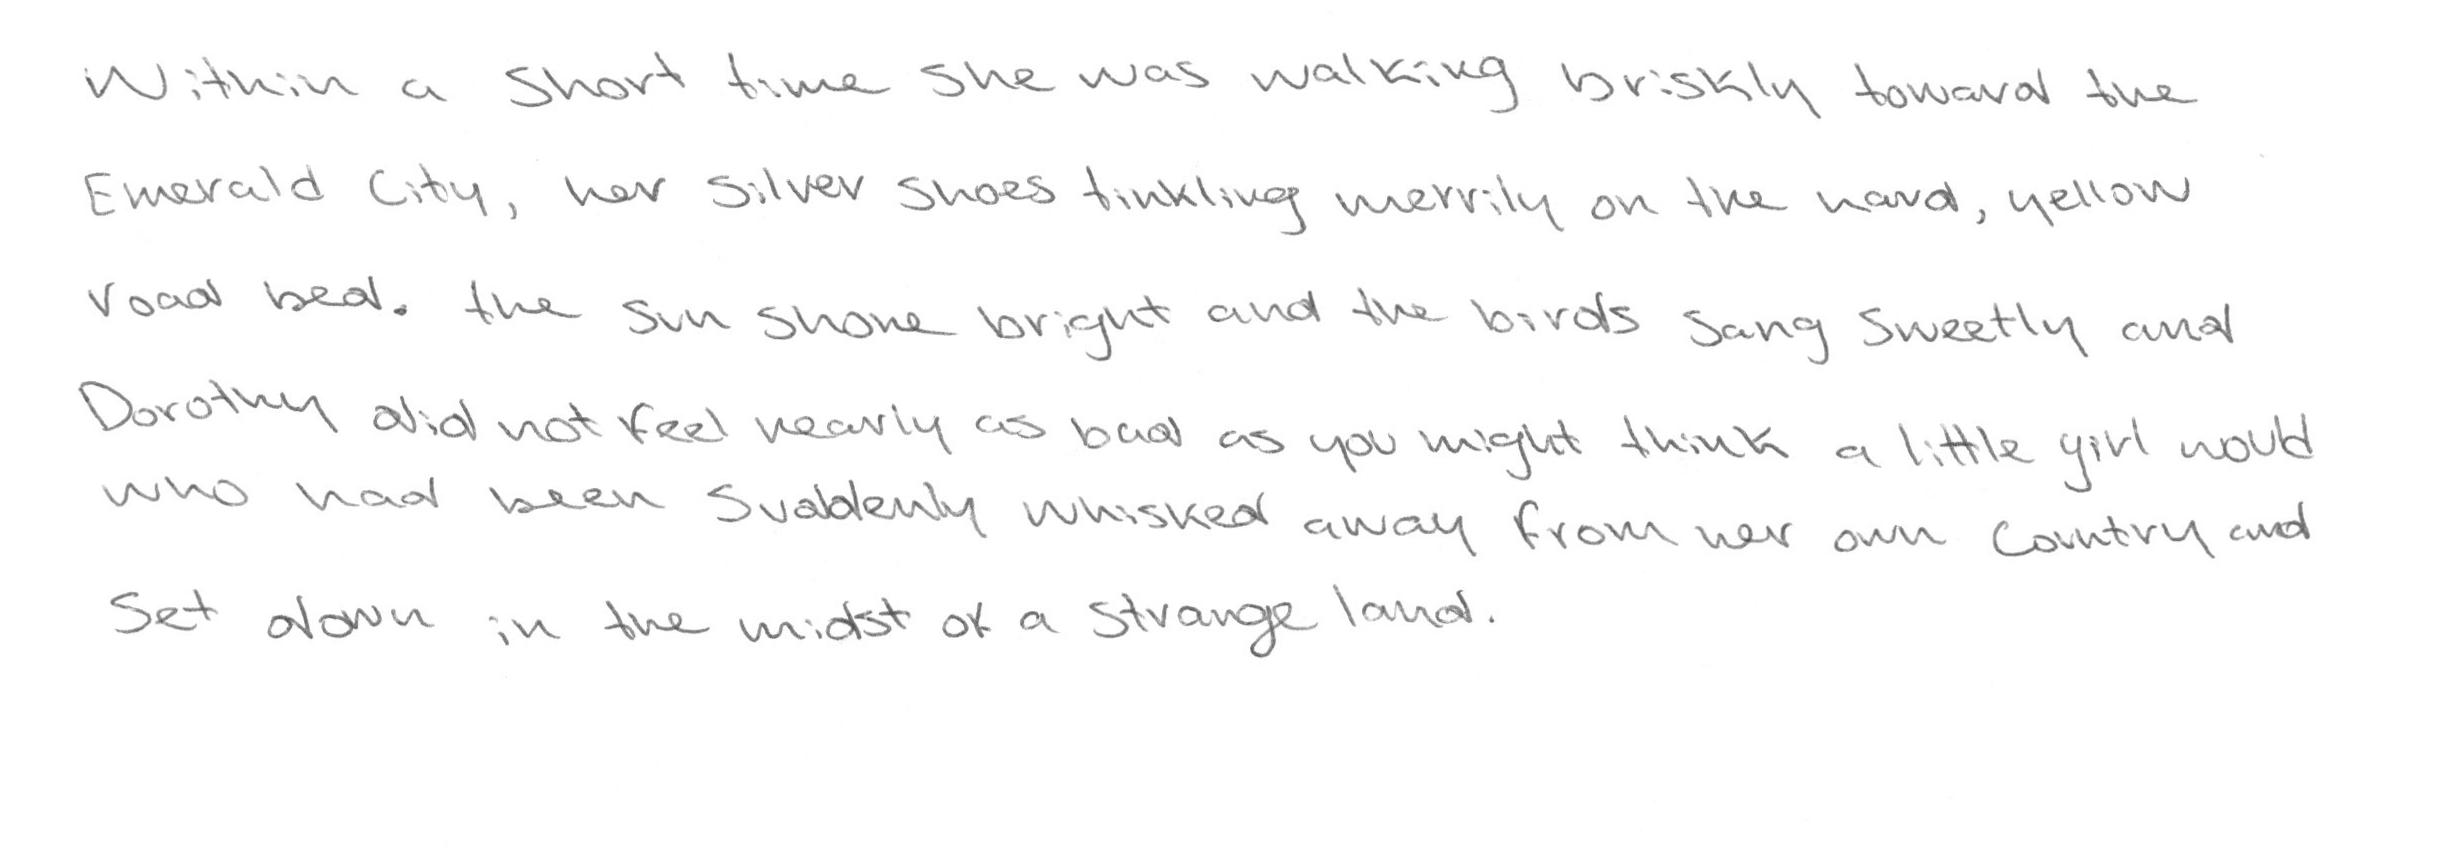 Within a short time she was walking briskly toward the
Emerald City, her silver shoes tinkling merrily on the hard, yellow
road bed. the sun shone bright and the birds sang sweetly and
Dorothy did not feel nearly as bad as you might think a little girl would
who had been suddenly whisked away from her own country and
set down in the midst of a strange land.